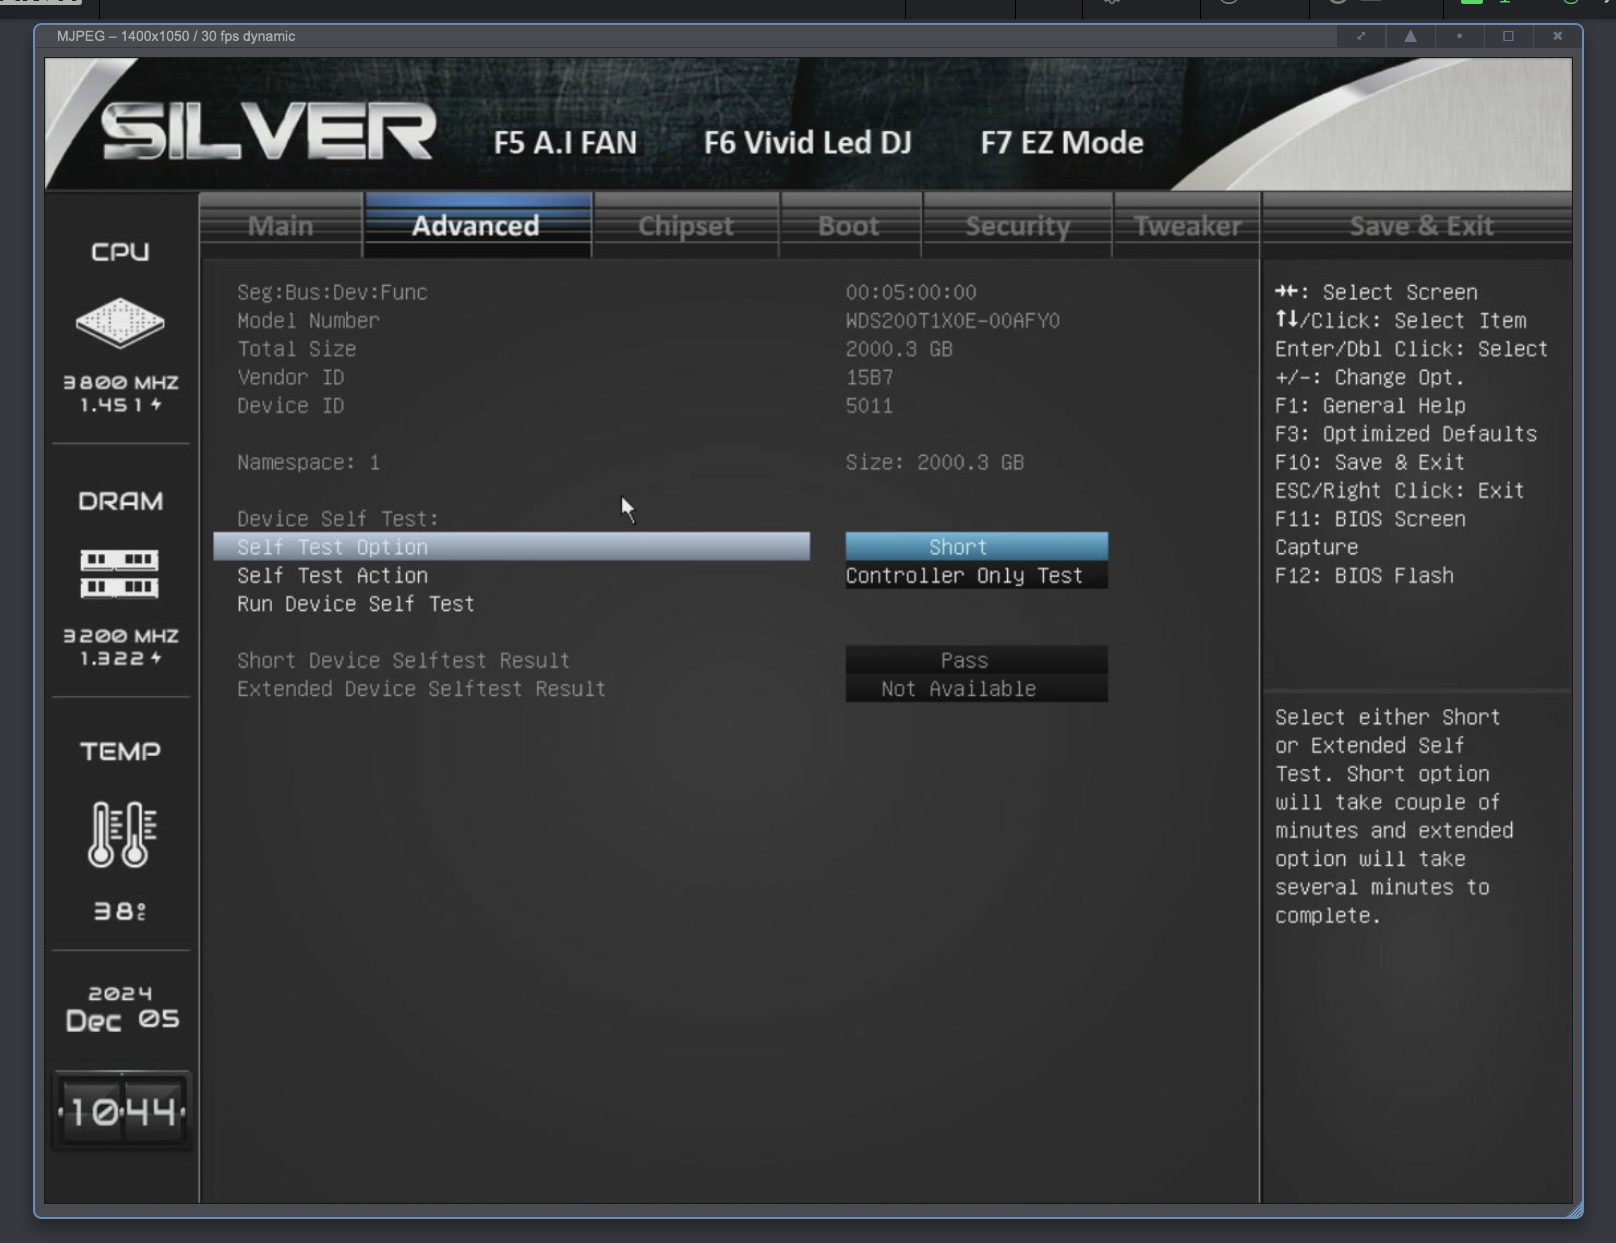 MJPEG – 1400x1050 / 30 fps dynamic
SILVER
F5 A.I FAN
F6 Vivid Led DJ
F7 EZ Mode
Main
Advanced
Chipset
Boot
Security
Tweaker
Save & Exit
CPU
3800 MHZ
1.451
DRAM
3200 MHZ
1.322
TEMP
38°C
2024
Dec 05
10:44
Seg:Bus:Dev:Func 00:05:00:00
Model Number WDS200T1X0E-00AFY0
Total Size 2000.3 GB
Vendor ID 15B7
Device ID 5011
Namespace: 1 Size: 2000.3 GB
Device Self Test:
Self Test Option Short
Self Test Action Controller Only Test
Run Device Self Test
Short Device Selftest Result Pass
Extended Device Selftest Result Not Available
→←: Select Screen
↑↓/Click: Select Item
Enter/Dbl Click: Select
+/-: Change Opt.
F1: General Help
F3: Optimized Defaults
F10: Save & Exit
ESC/Right Click: Exit
F11: BIOS Screen
Capture
F12: BIOS Flash
Select either Short
or Extended Self
Test. Short option
will take couple of
minutes and extended
option will take
several minutes to
complete.